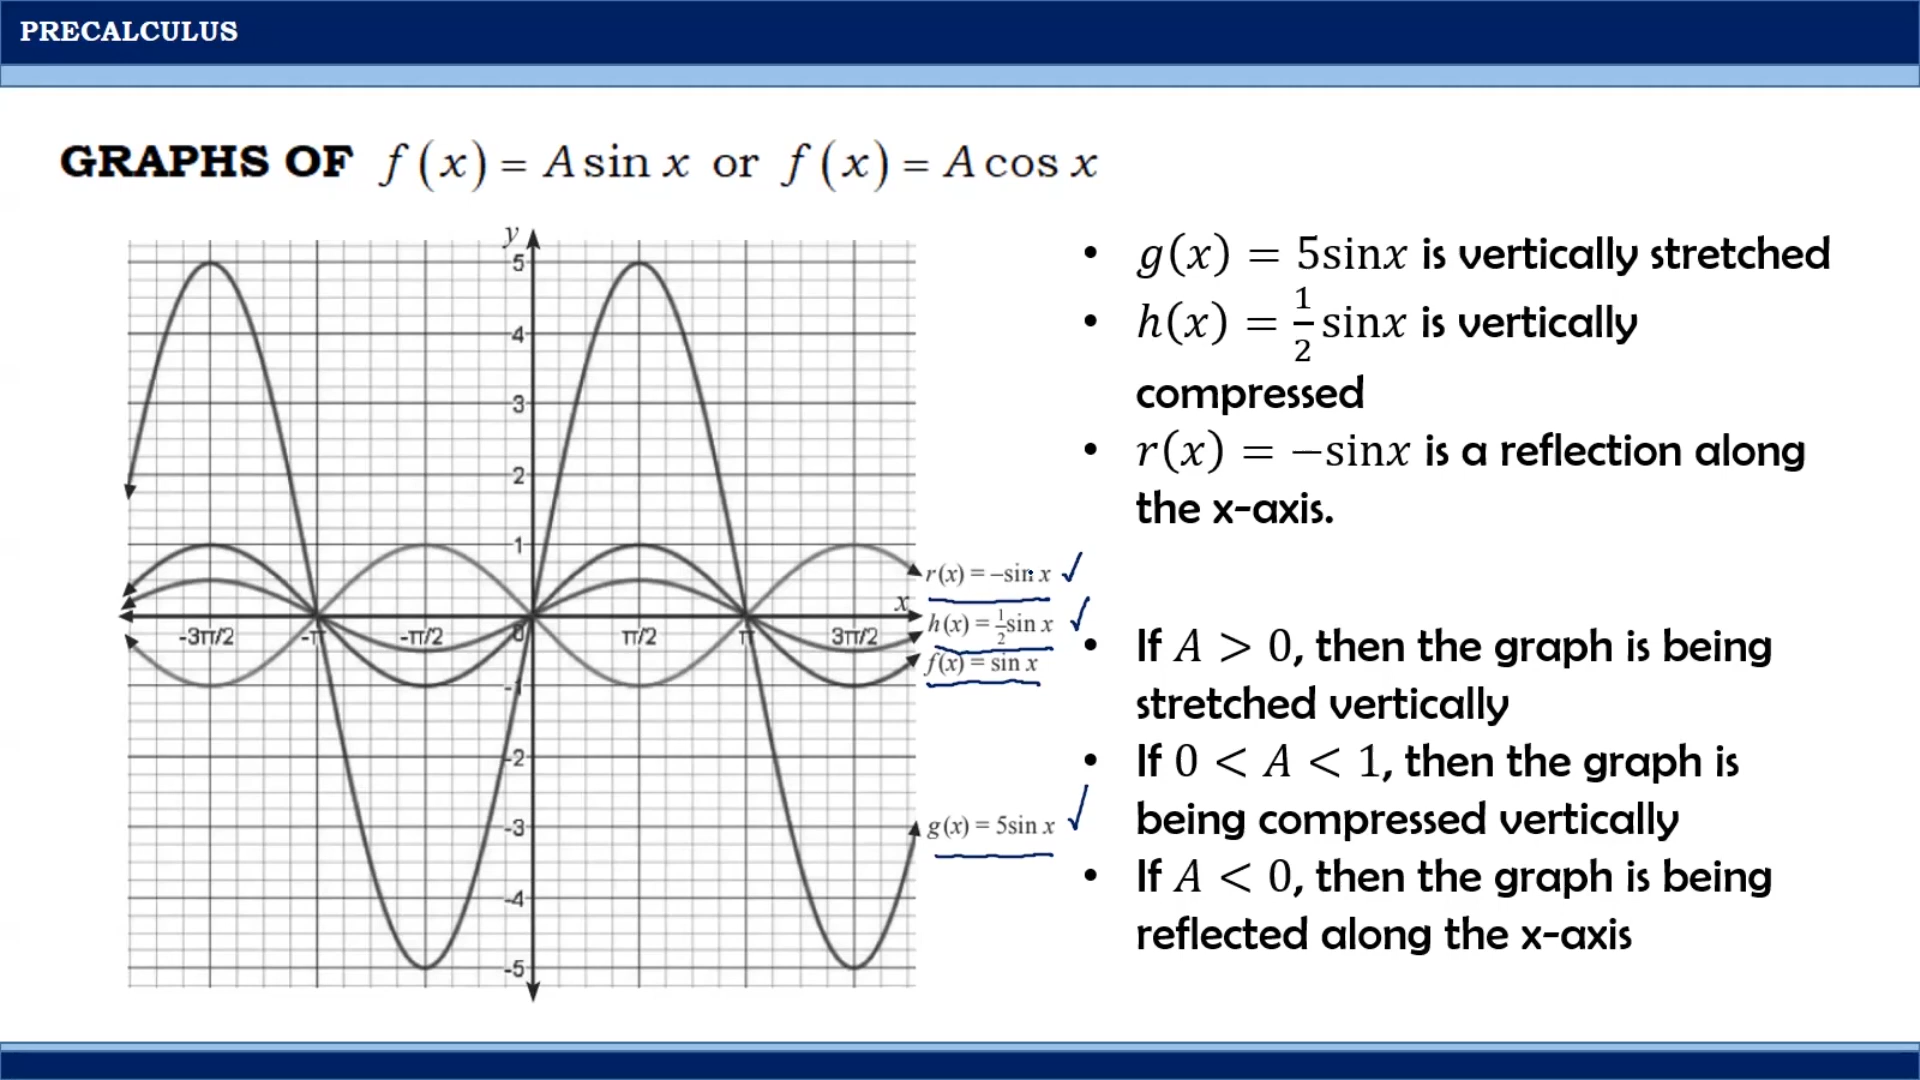 PRECALCULUS
GRAPHS OF f(x) = A sin x or f(x) = A cos x
y
5
4
3
2
1
x
-3π/2 -π -π/2 0 π/2 π 3π/2
-1
-2
-3
-4
-5
r(x) = –sin x ✓
h(x) = 1/2 sin x ✓
f(x) = sin x
g(x) = 5sin x ✓
• g(x) = 5sinx is vertically stretched
• h(x) = 1/2 sinx is vertically
compressed
• r(x) = −sinx is a reflection along
the x-axis.
• If A > 0, then the graph is being
stretched vertically
• If 0 < A < 1, then the graph is
being compressed vertically
• If A < 0, then the graph is being
reflected along the x-axis